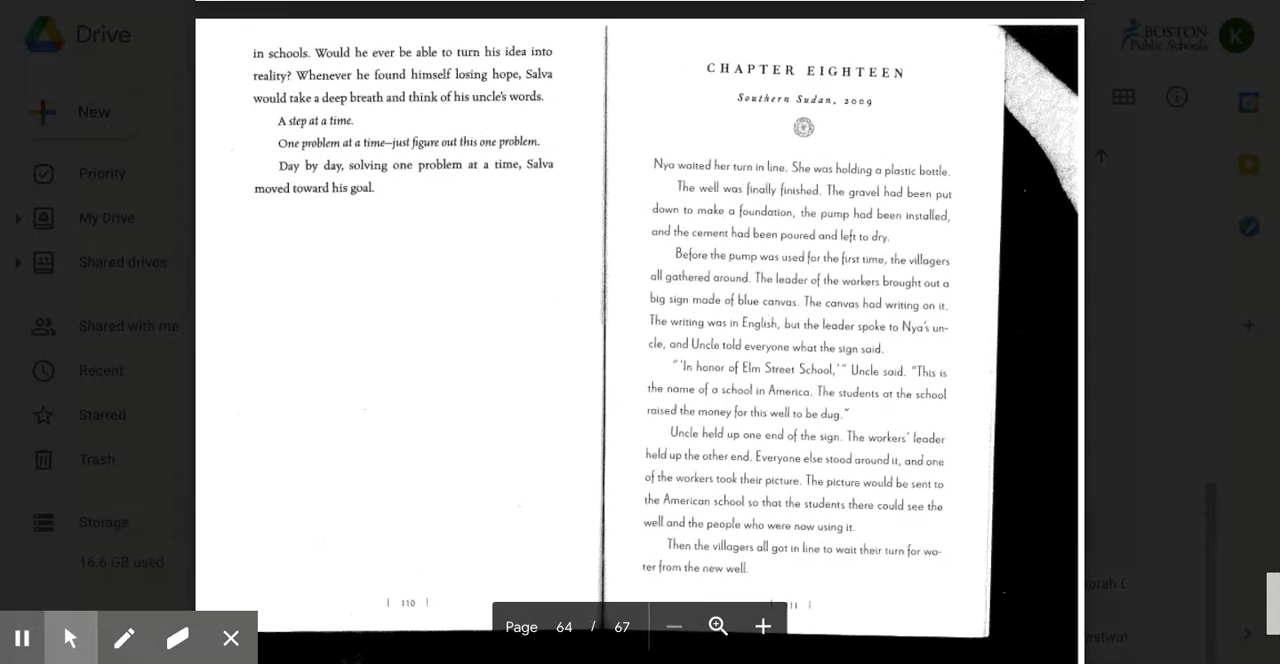 Drive
BOSTON
Public Schools
K
New
Priority
My Drive
Shared drives
Shared with me
Recent
Starred
Trash
Storage
16.6 GB used
in schools. Would he ever be able to turn his idea into
reality? Whenever he found himself losing hope, Salva
would take a deep breath and think of his uncle's words.
A step at a time.
One problem at a time—just figure out this one problem.
Day by day, solving one problem at a time, Salva
moved toward his goal.
| 110 |
CHAPTER EIGHTEEN
Southern Sudan, 2009
Nya waited her turn in line. She was holding a plastic bottle.
The well was finally finished. The gravel had been put
down to make a foundation, the pump had been installed,
and the cement had been poured and left to dry.
Before the pump was used for the first time, the villagers
all gathered around. The leader of the workers brought out a
big sign made of blue canvas. The canvas had writing on it.
The writing was in English, but the leader spoke to Nya's un-
cle, and Uncle told everyone what the sign said.
"'In honor of Elm Street School,'" Uncle said. "This is
the name of a school in America. The students at the school
raised the money for this well to be dug."
Uncle held up one end of the sign. The workers' leader
held up the other end. Everyone else stood around it, and one
of the workers took their picture. The picture would be sent to
the American school so that the students there could see the
well and the people who were now using it.
Then the villagers all got in line to wait their turn for wa-
ter from the new well.
11 |
Page 64 / 67